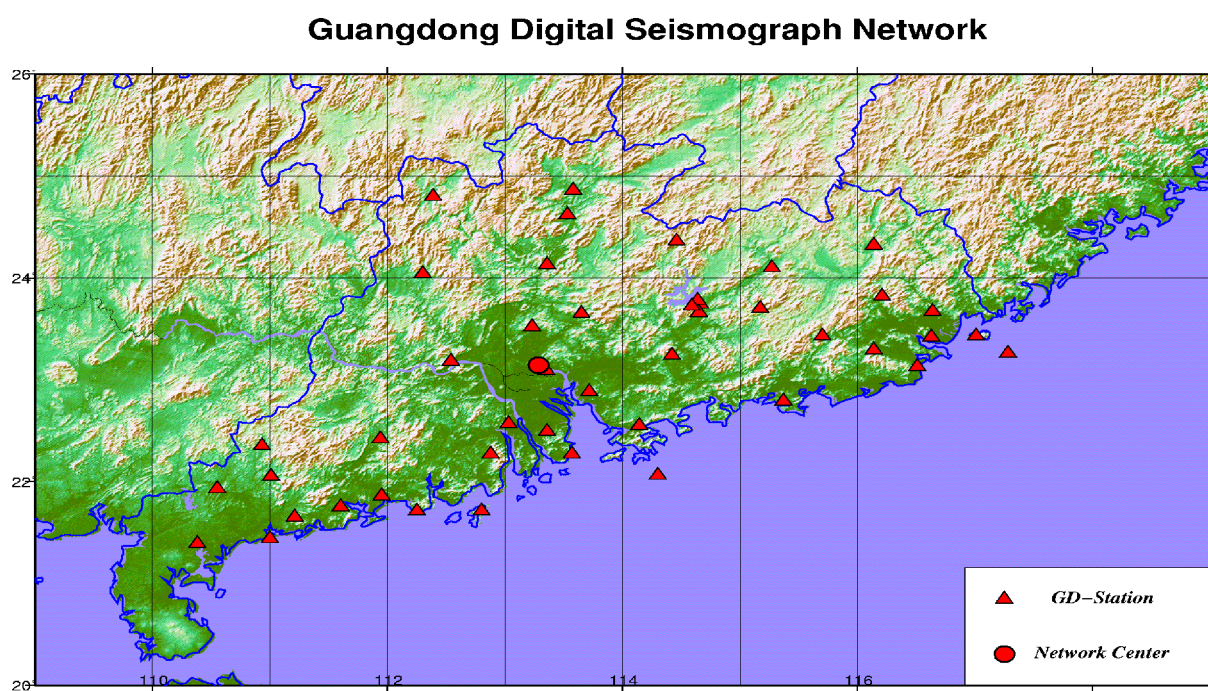 Guangdong Digital Seismograph Network
26°
24°
22°
20°
110 112 114 116
GD-Station
Network Center